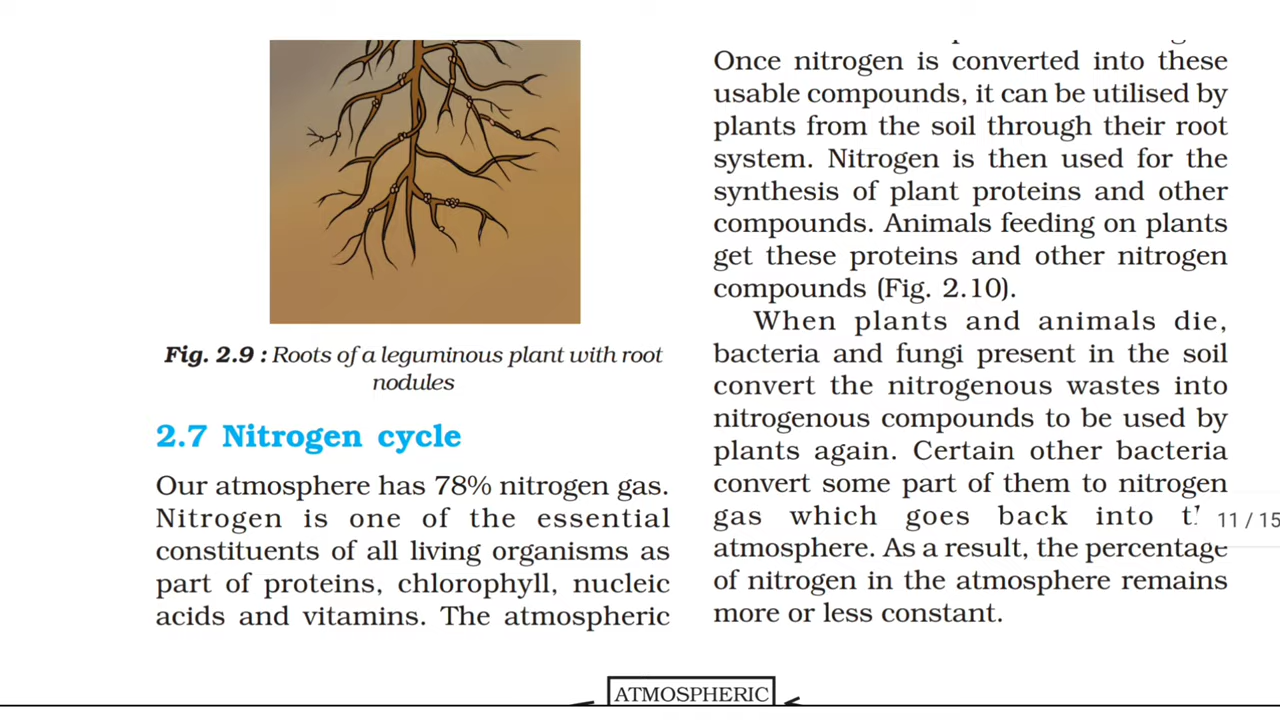 Fig. 2.9 : Roots of a leguminous plant with root
nodules
2.7 Nitrogen cycle
Our atmosphere has 78% nitrogen gas.
Nitrogen is one of the essential
constituents of all living organisms as
part of proteins, chlorophyll, nucleic
acids and vitamins. The atmospheric
Once nitrogen is converted into these
usable compounds, it can be utilised by
plants from the soil through their root
system. Nitrogen is then used for the
synthesis of plant proteins and other
compounds. Animals feeding on plants
get these proteins and other nitrogen
compounds (Fig. 2.10).
When plants and animals die,
bacteria and fungi present in the soil
convert the nitrogenous wastes into
nitrogenous compounds to be used by
plants again. Certain other bacteria
convert some part of them to nitrogen
gas which goes back into
atmosphere. As a result, the percentage
of nitrogen in the atmosphere remains
more or less constant.
11 / 15
ATMOSPHERIC